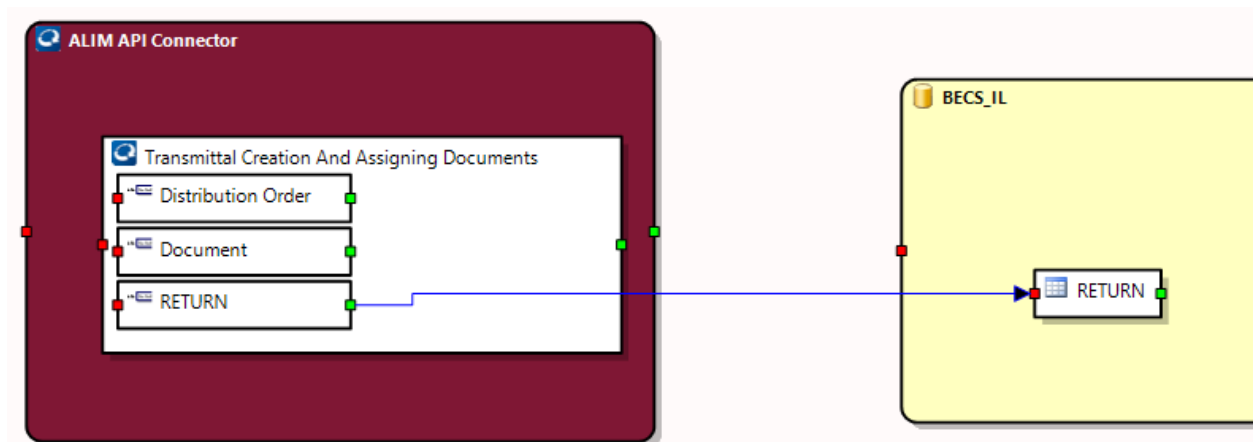 ALIM API Connector
Transmittal Creation And Assigning Documents
Distribution Order
Document
RETURN
BECS_IL
RETURN